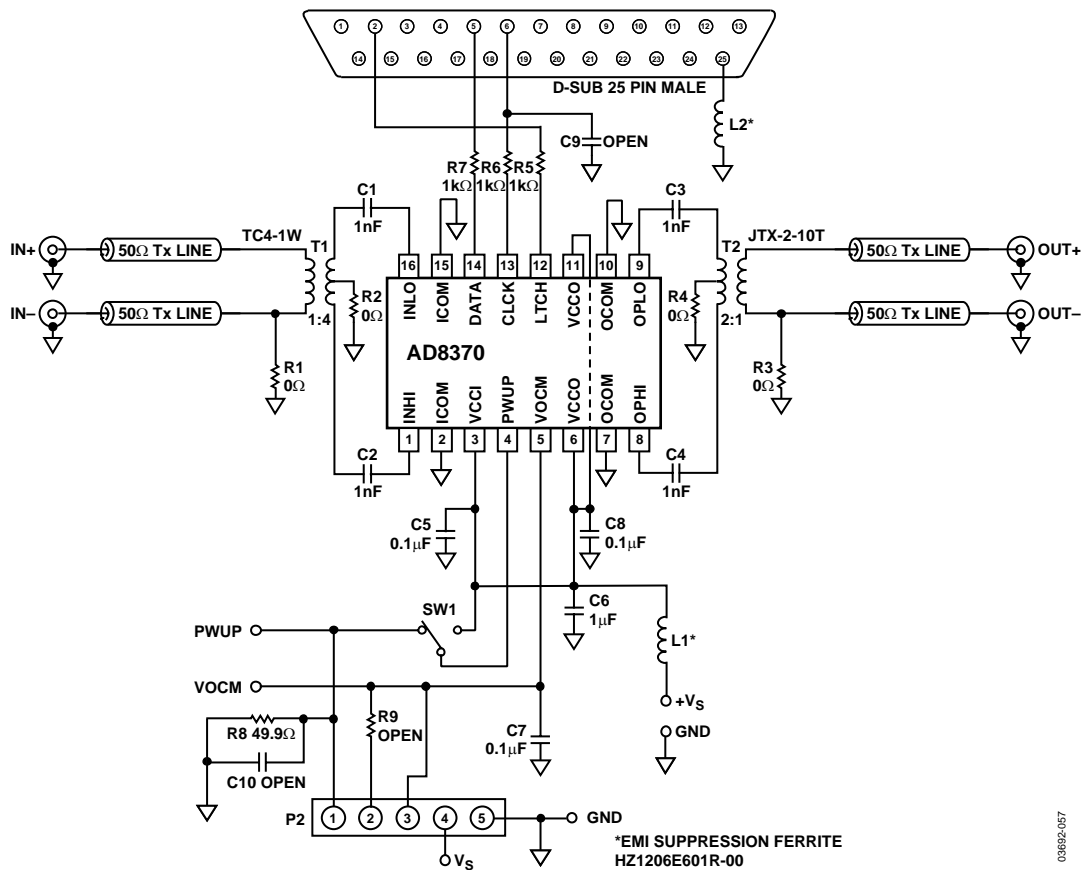 1 2 3 4 5 6 7 8 9 10 11 12 13
14 15 16 17 18 19 20 21 22 23 24 25
D-SUB 25 PIN MALE
L2*
C9 OPEN
R7 R6 R5
1kΩ 1kΩ 1kΩ
C1
1nF
C3
1nF
TC4-1W
T1
T2
JTX-2-10T
IN+
50Ω Tx LINE
50Ω Tx LINE
OUT+
16 15 14 13 12 11 10 9
INLO ICOM DATA CLCK LTCH VCCO OCOM OPLO
R2
0Ω
R4
0Ω
IN–
50Ω Tx LINE
1:4
2:1
50Ω Tx LINE
OUT–
AD8370
R1
0Ω
R3
0Ω
INHI ICOM VCCI PWUP VOCM VCCO OCOM OPHI
1 2 3 4 5 6 7 8
C2
1nF
C4
1nF
C5
0.1µF
C8
0.1µF
SW1
C6
1µF
PWUP
L1*
VOCM
+VS
R9
OPEN
R8 49.9Ω
C7
0.1µF
GND
C10 OPEN
P2
1 2 3 4 5
GND
VS
*EMI SUPPRESSION FERRITE
HZ1206E601R-00
03692-057